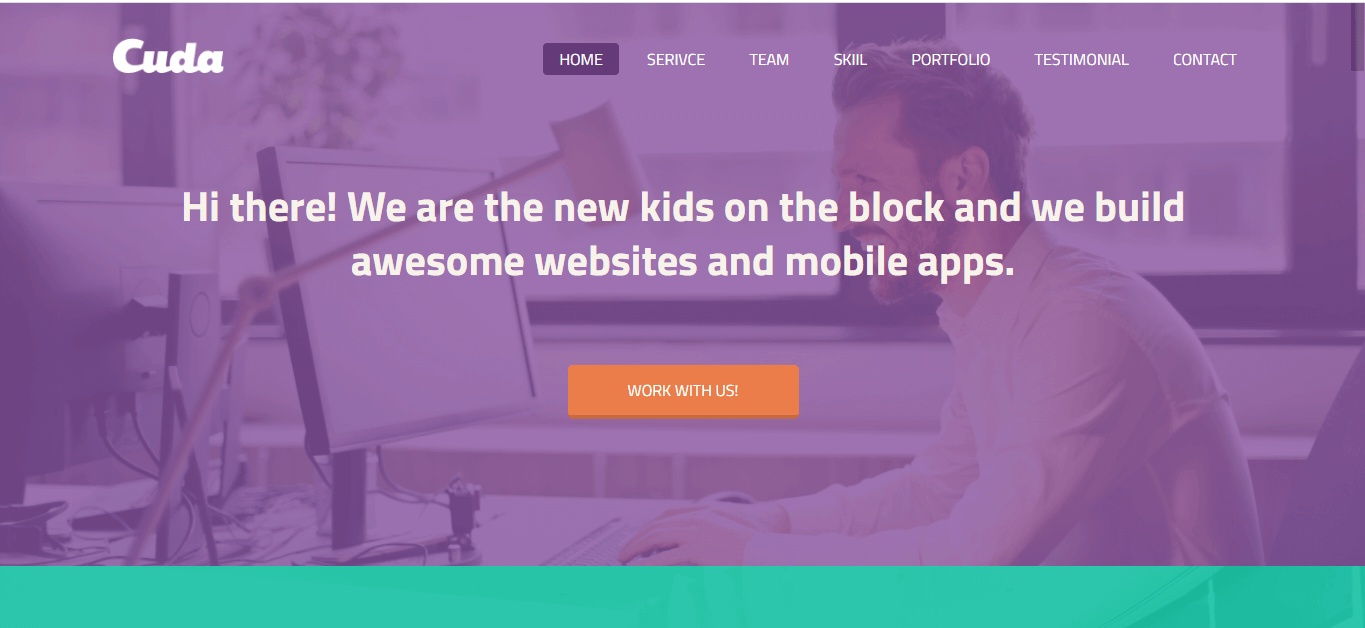 Cuda
HOME SERIVCE TEAM SKIIL PORTFOLIO TESTIMONIAL CONTACT
Hi there! We are the new kids on the block and we build
awesome websites and mobile apps.
WORK WITH US!